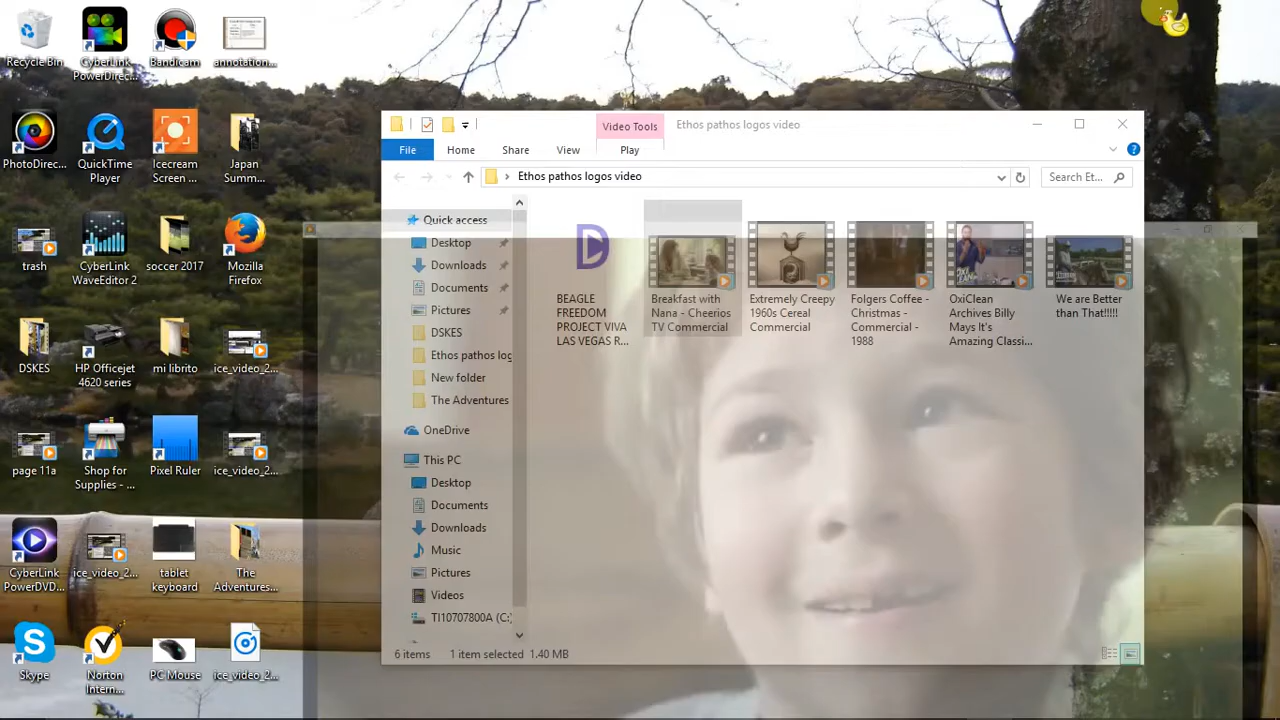 Recycle Bin
CyberLink
PowerDirec...
Bandicam
annotation...
PhotoDirec...
QuickTime
Player
Icecream
Screen ...
Japan
Summ...
trash
CyberLink
WaveEditor 2
soccer 2017
Mozilla
Firefox
DSKES
HP Officejet
4620 series
mi librito
ice_video_2...
page 11a
Shop for
Supplies - ...
Pixel Ruler
ice_video_2...
CyberLink
PowerDVD...
ice_video_2...
tablet
keyboard
The
Adventures...
Skype
Norton
Intern...
PC Mouse
ice_video_2...
Video Tools
Ethos pathos logos video
File
Home
Share
View
Play
Ethos pathos logos video
Search Et...
Quick access
Desktop
Downloads
Documents
Pictures
DSKES
Ethos pathos log
New folder
The Adventures
OneDrive
This PC
Desktop
Documents
Downloads
Music
Pictures
Videos
TI10707800A (C:)
BEAGLE
FREEDOM
PROJECT VIVA
LAS VEGAS R...
Breakfast with
Nana - Cheerios
TV Commercial
Extremely Creepy
1960s Cereal
Commercial
Folgers Coffee -
Christmas -
Commercial -
1988
OxiClean
Archives Billy
Mays It's
Amazing Classi...
We are Better
than That!!!!!
6 items
1 item selected
1.40 MB